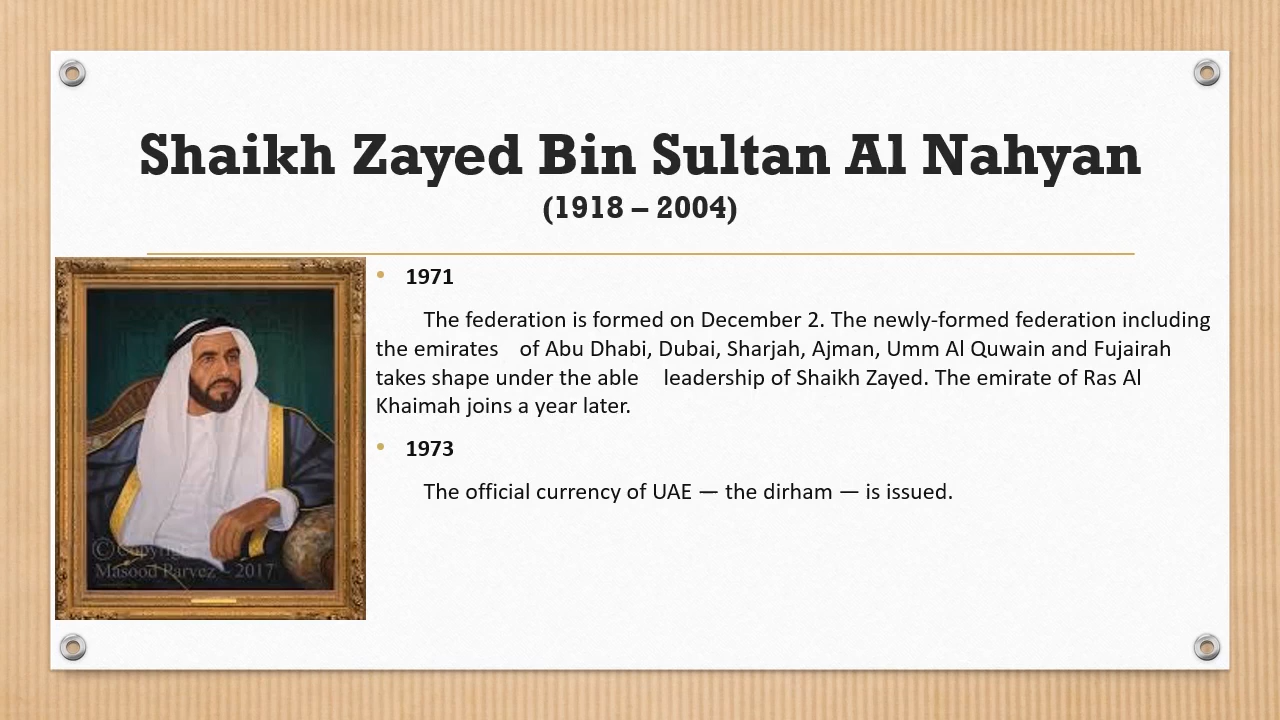 Shaikh Zayed Bin Sultan Al Nahyan
(1918 – 2004)
• 1971
The federation is formed on December 2. The newly-formed federation including
the emirates of Abu Dhabi, Dubai, Sharjah, Ajman, Umm Al Quwain and Fujairah
takes shape under the able leadership of Shaikh Zayed. The emirate of Ras Al
Khaimah joins a year later.
• 1973
The official currency of UAE — the dirham — is issued.
© Copyright
Masood Parvez - 2017